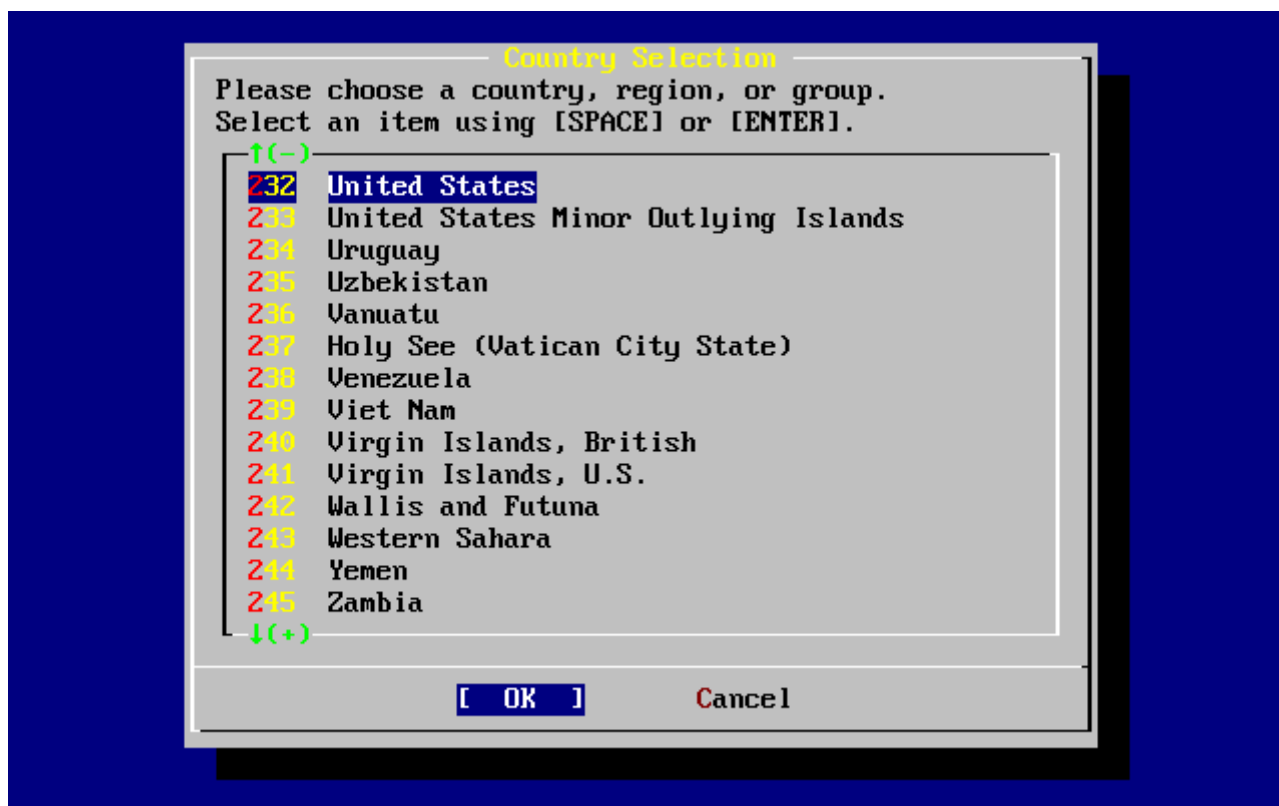 Country Selection
Please choose a country, region, or group.
Select an item using [SPACE] or [ENTER].
↑(-)
232 United States
233 United States Minor Outlying Islands
234 Uruguay
235 Uzbekistan
236 Vanuatu
237 Holy See (Vatican City State)
238 Venezuela
239 Viet Nam
240 Virgin Islands, British
241 Virgin Islands, U.S.
242 Wallis and Futuna
243 Western Sahara
244 Yemen
245 Zambia
↓(+)
[ OK ] Cancel